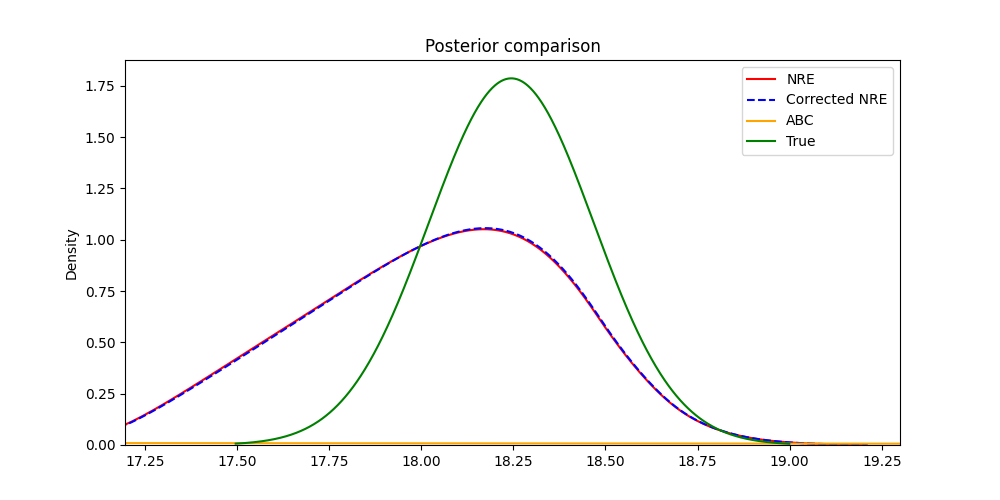 Posterior comparison
NRE
Corrected NRE
ABC
True
Density
1.75
1.50
1.25
1.00
0.75
0.50
0.25
0.00
17.25 17.50 17.75 18.00 18.25 18.50 18.75 19.00 19.25